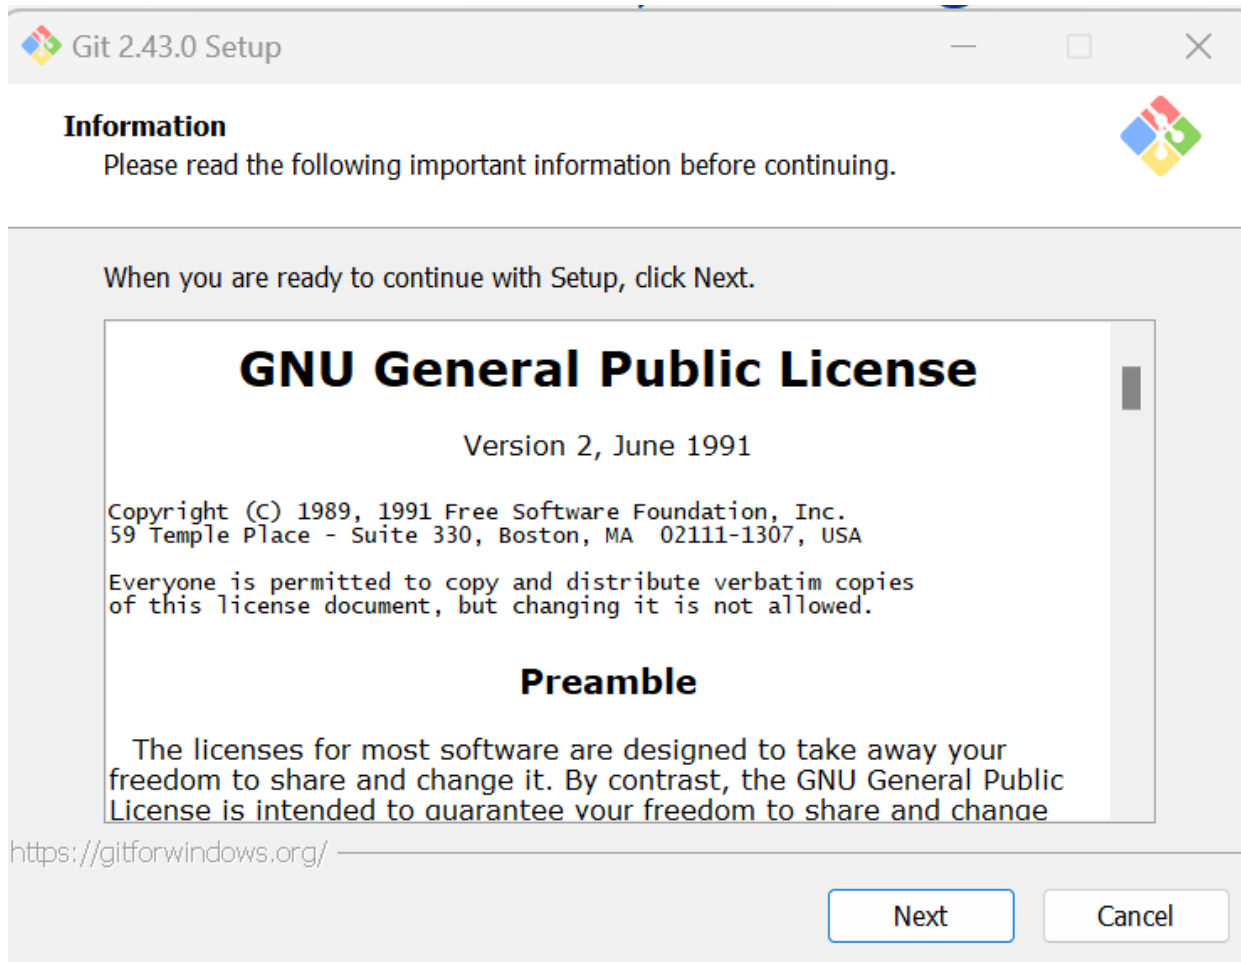 Git 2.43.0 Setup
Information
Please read the following important information before continuing.
When you are ready to continue with Setup, click Next.
GNU General Public License
Version 2, June 1991
Copyright (C) 1989, 1991 Free Software Foundation, Inc.
59 Temple Place - Suite 330, Boston, MA  02111-1307, USA
Everyone is permitted to copy and distribute verbatim copies
of this license document, but changing it is not allowed.
Preamble
The licenses for most software are designed to take away your
freedom to share and change it. By contrast, the GNU General Public
License is intended to guarantee your freedom to share and change
https://gitforwindows.org/
Next
Cancel